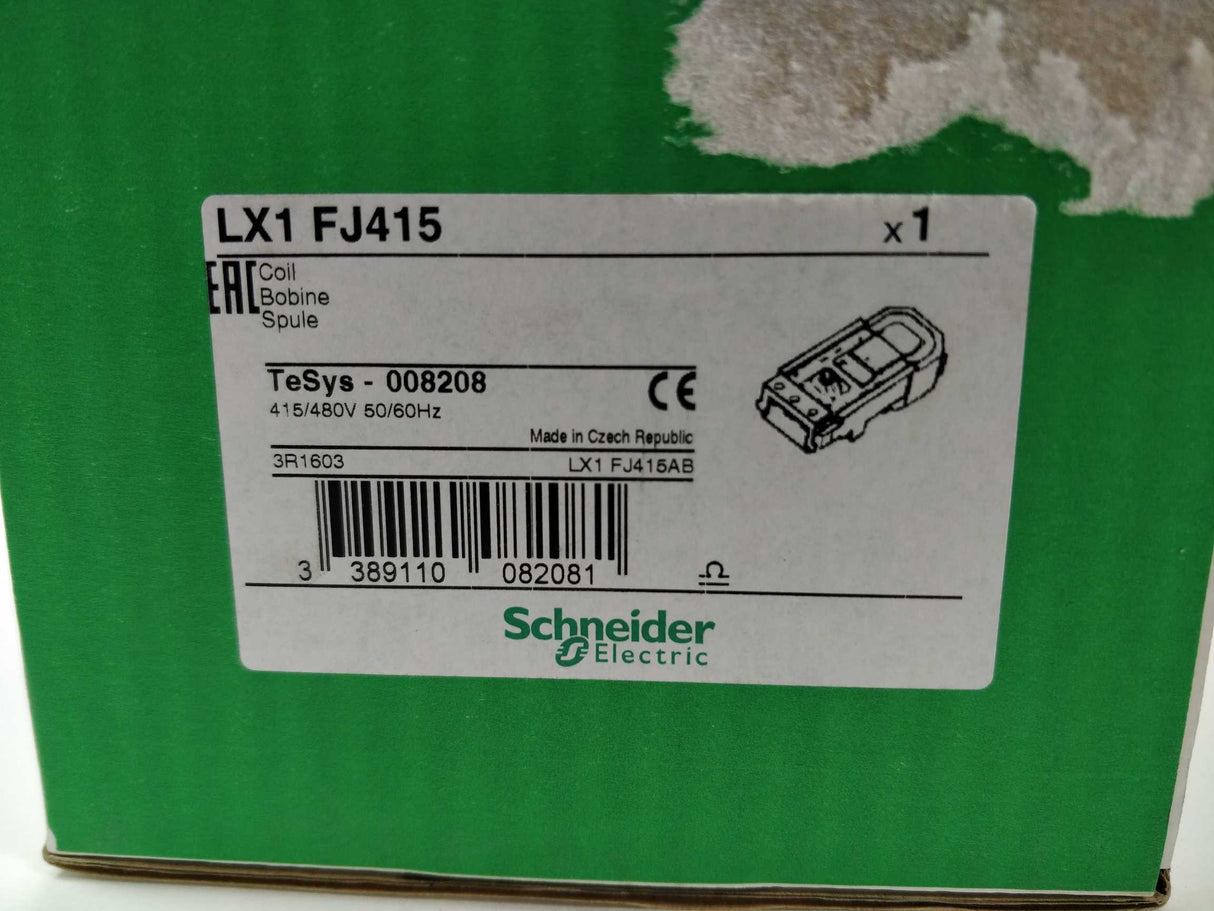 LX1 FJ415 x 1
EAC Coil
Bobine
Spule
TeSys - 008208 CE
415/480V 50/60Hz
Made in Czech Republic
3R1603 LX1 FJ415AB
3 389110 082081
Schneider
Electric